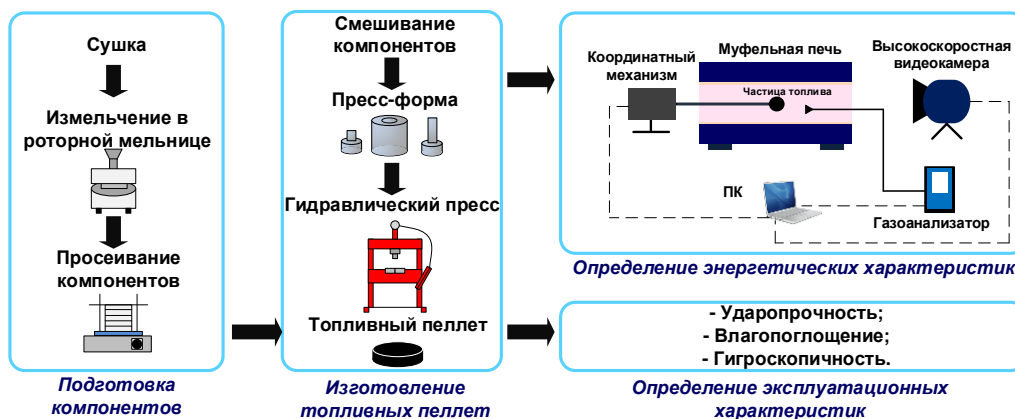 Сушка
Измельчение в
роторной мельнице
Просеивание
компонентов
Подготовка
компонентов
Смешивание
компонентов
Пресс-форма
Гидравлический пресс
Топливный пеллет
Изготовление
топливных пеллет
Координатный
механизм
Муфельная печь
Частица топлива
Высокоскоростная
видеокамера
ПК
Газоанализатор
Определение энергетических характеристик
- Ударопрочность;
- Влагопоглощение;
- Гигроскопичность.
Определение эксплуатационных
характеристик